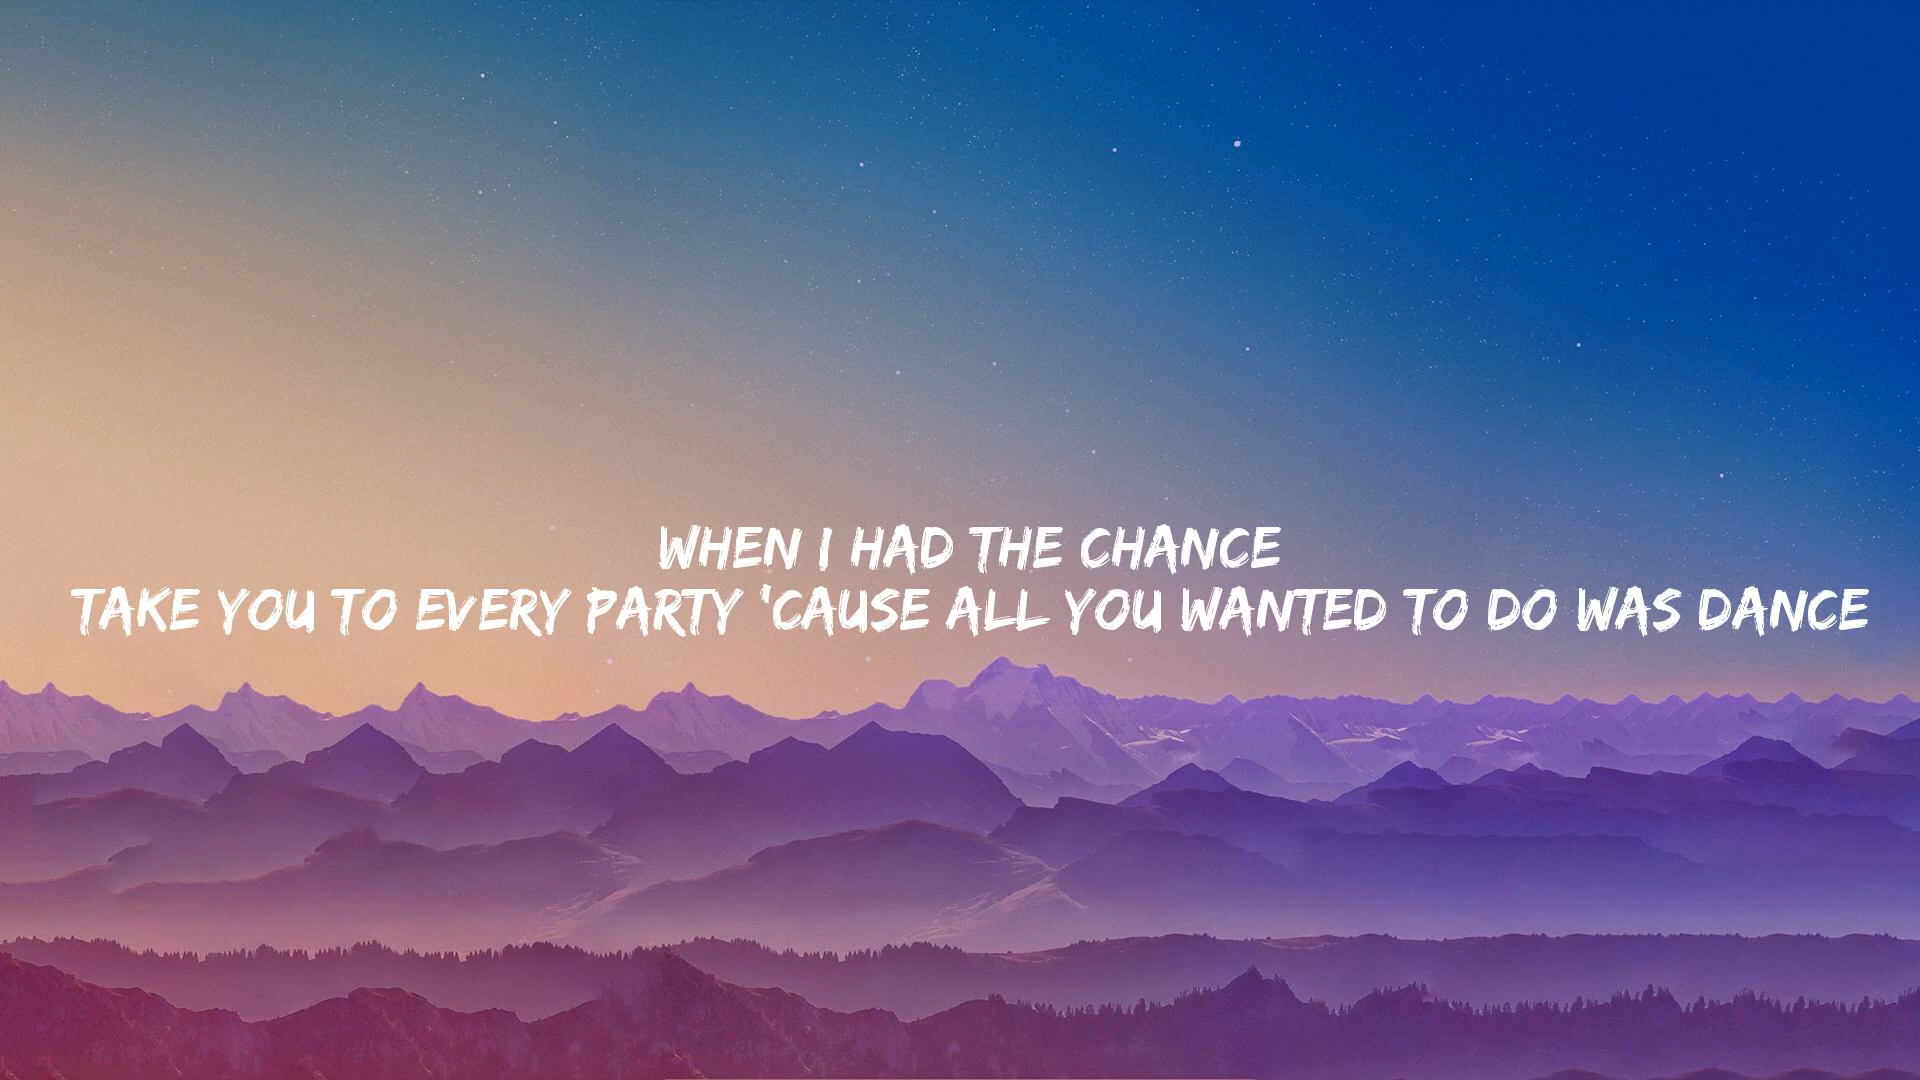 WHEN I HAD THE CHANCE
TAKE YOU TO EVERY PARTY 'CAUSE ALL YOU WANTED TO DO WAS DANCE